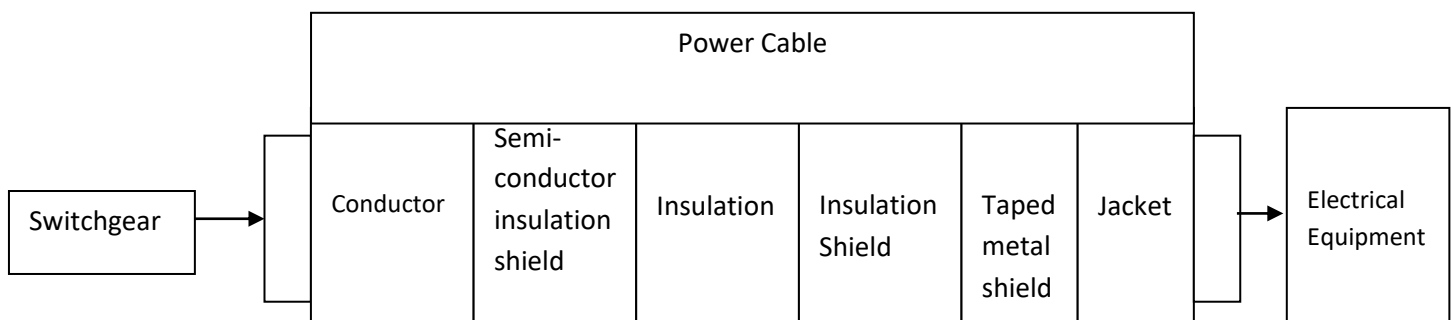 Power Cable
Switchgear
Conductor
Semi-
conductor
insulation
shield
Insulation
Insulation
Shield
Taped
metal
shield
Jacket
Electrical
Equipment